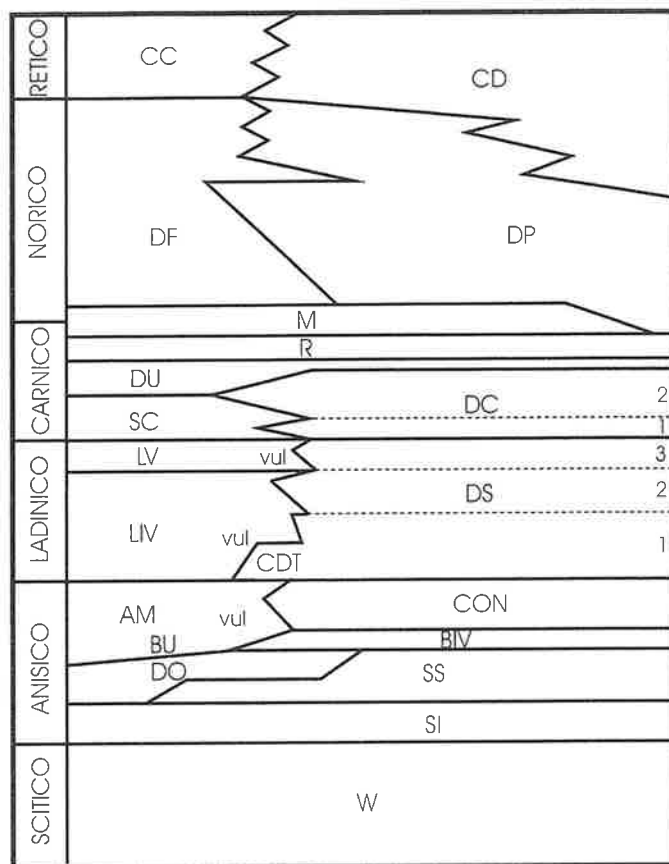 RETICO
CC
CD
NORICO
DF
DP
M
CARNICO
R
DU
DC
2
SC
1
LADINICO
LV
vul
3
DS
2
LIV
vul
CDT
1
ANISICO
AM
vul
CON
BU
BIV
DO
SS
SI
SCITICO
W